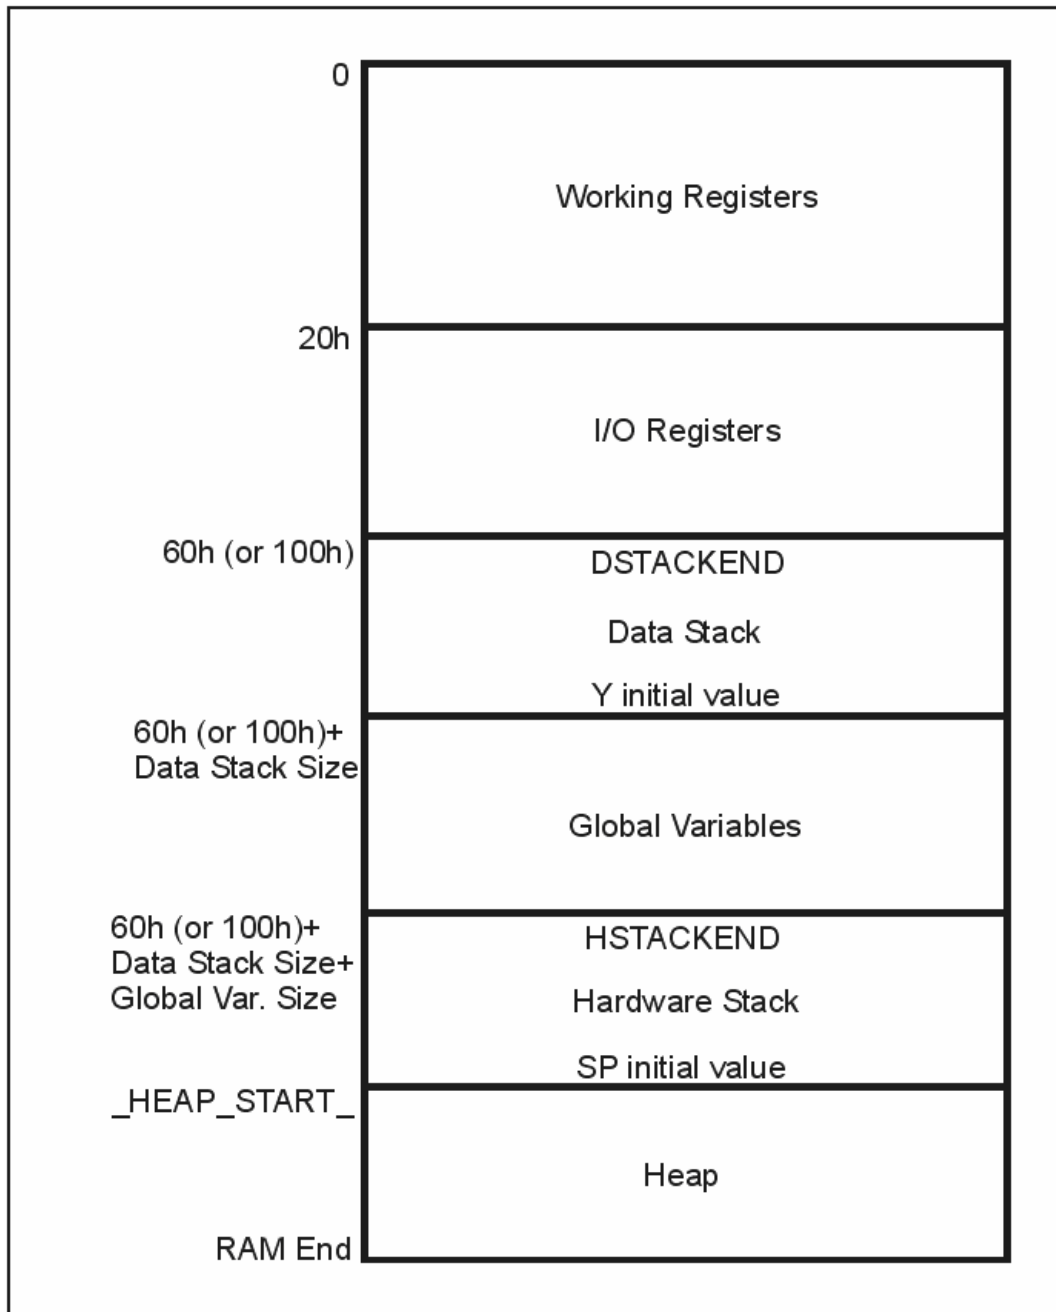 0
Working Registers
20h
I/O Registers
60h (or 100h)
DSTACKEND
Data Stack
Y initial value
60h (or 100h)+
Data Stack Size
Global Variables
60h (or 100h)+
Data Stack Size+
Global Var. Size
HSTACKEND
Hardware Stack
SP initial value
_HEAP_START_
Heap
RAM End